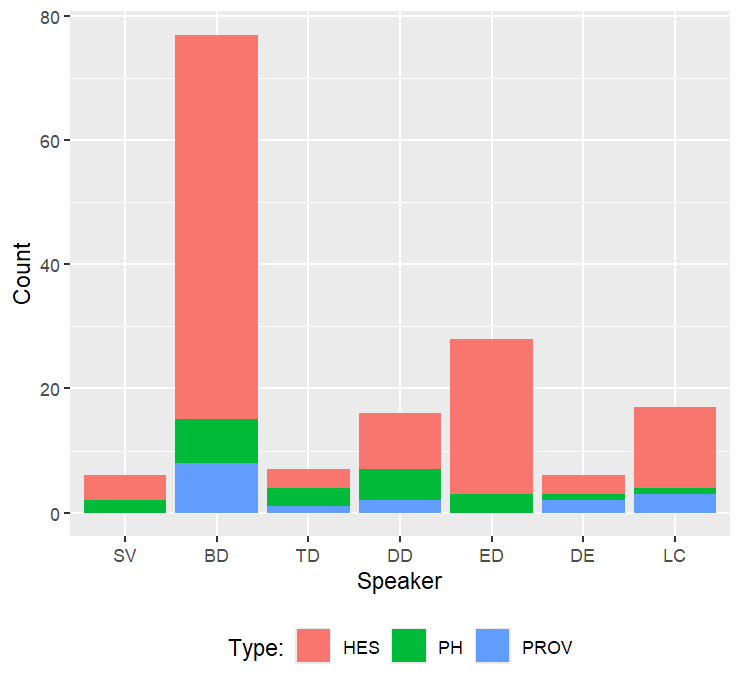 80
60
40
20
0
Count
SV BD TD DD ED DE LC
Speaker
Type: HES PH PROV